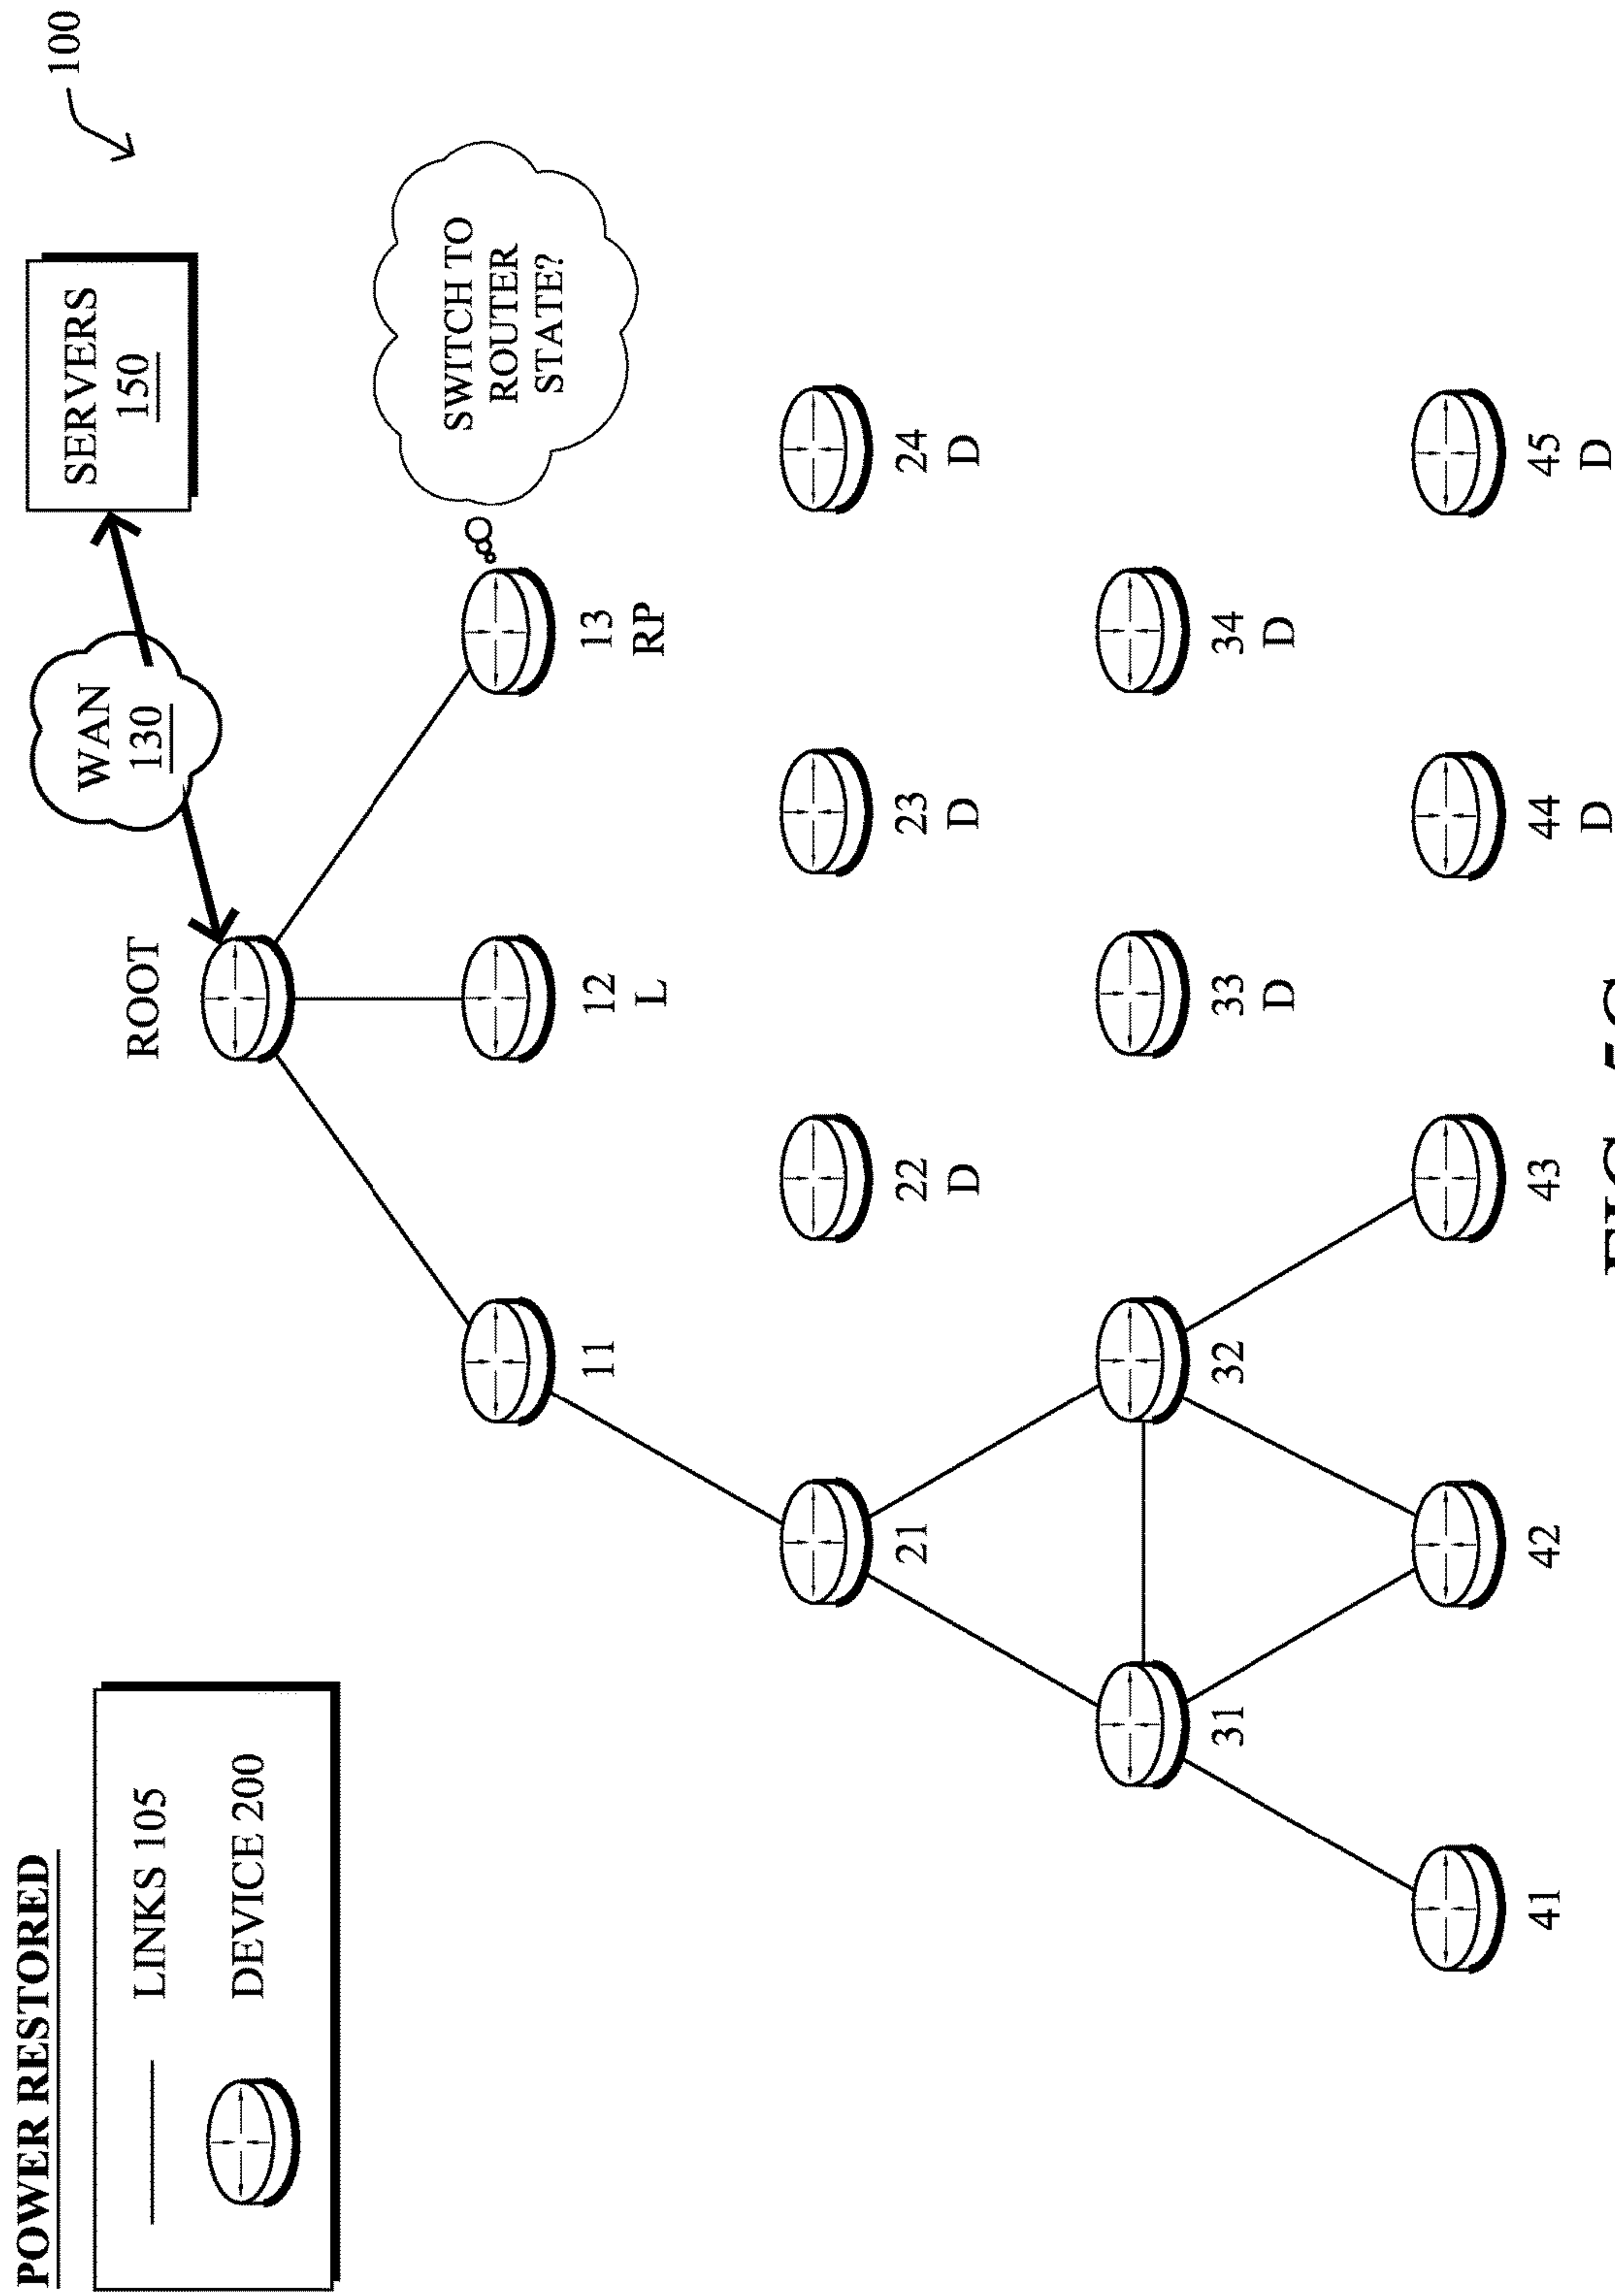 POWER RESTORED
LINKS 105
DEVICE 200
100
SERVERS
150
WAN
130
ROOT
SWITCH TO
ROUTER
STATE?
11
12
L
13
RP
21
22
D
23
D
24
D
31
32
33
D
34
D
41
42
43
44
D
45
D